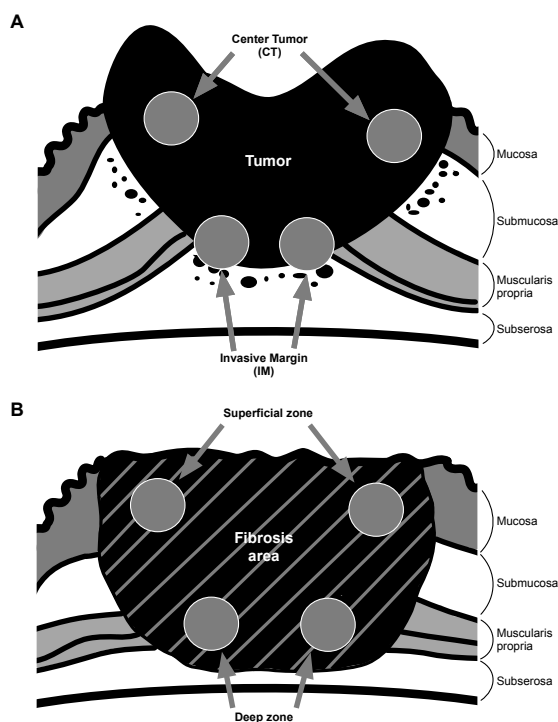 A
Center Tumor
(CT)
Tumor
Mucosa
Submucosa
Muscularis
propria
Subserosa
Invasive Margin
(IM)
B
Superficial zone
Fibrosis
area
Mucosa
Submucosa
Muscularis
propria
Subserosa
Deep zone